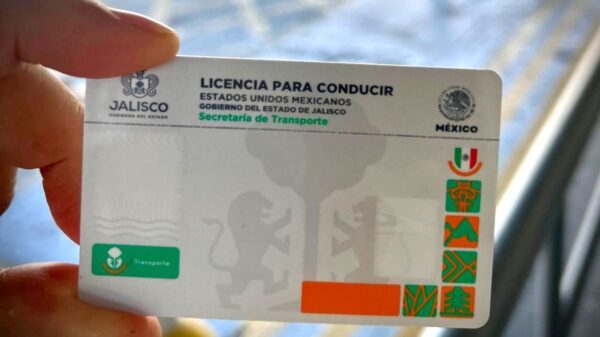 JALISCO
GOBIERNO DEL ESTADO
LICENCIA PARA CONDUCIR
ESTADOS UNIDOS MEXICANOS
GOBIERNO DEL ESTADO DE JALISCO
Secretaría de Transporte
MÉXICO
Transporte